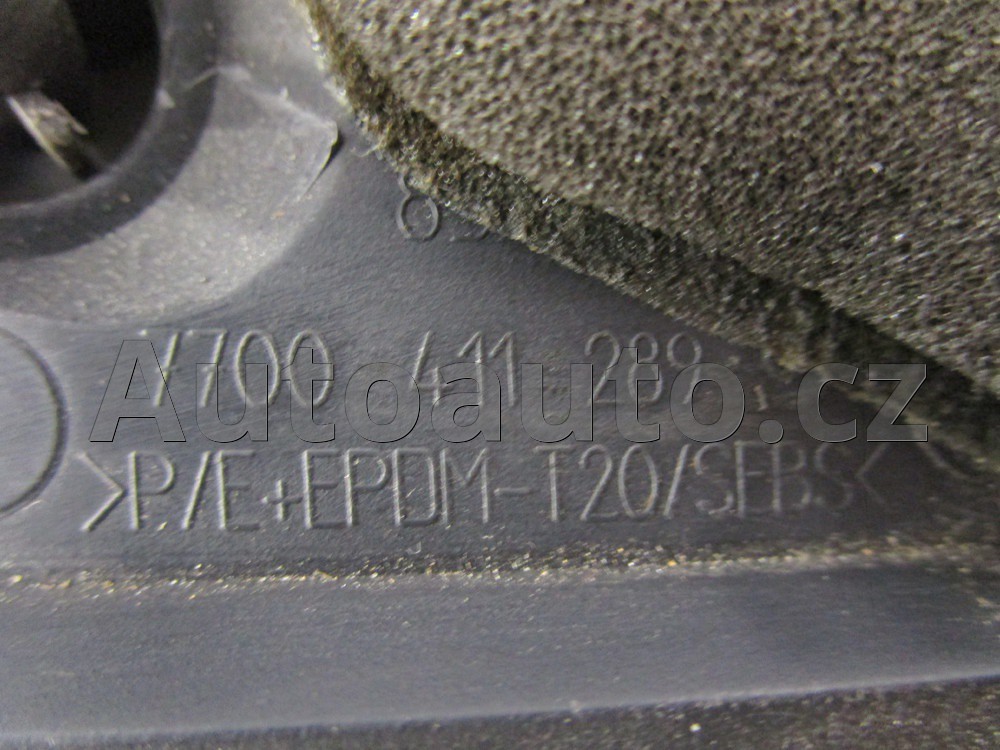 7700 411 289
Autoauto.cz
>P/E+EPDM-T20/SEBS<